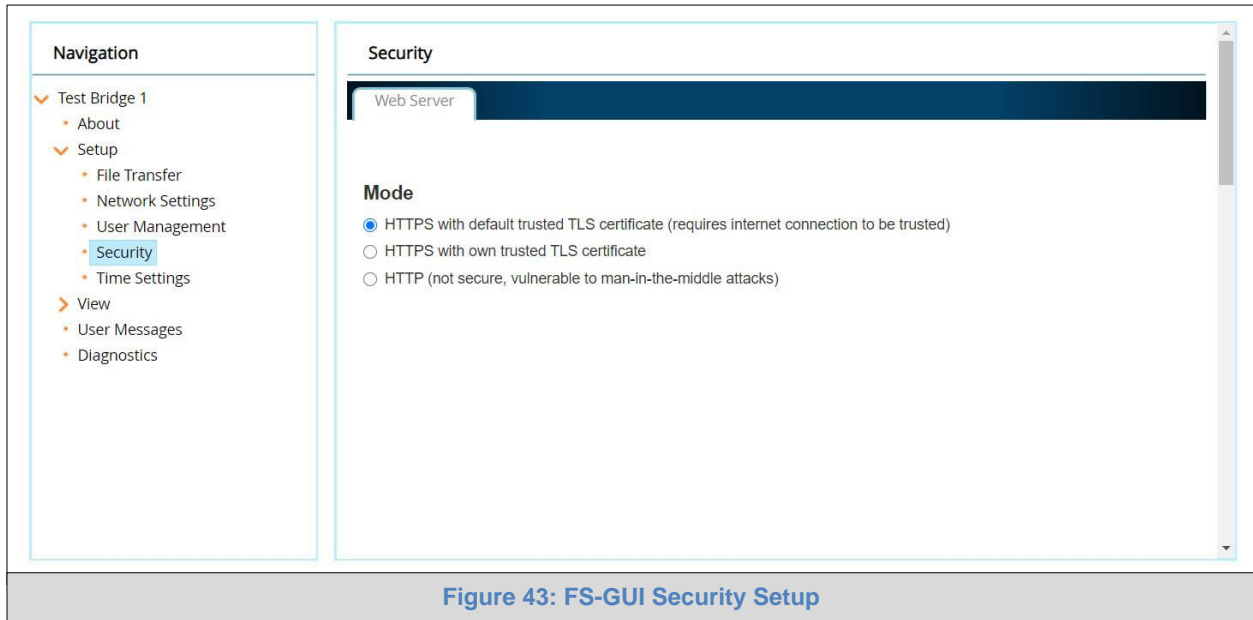 Navigation
Test Bridge 1
About
Setup
File Transfer
Network Settings
User Management
Security
Time Settings
View
User Messages
Diagnostics
Security
Web Server
Mode
HTTPS with default trusted TLS certificate (requires internet connection to be trusted)
HTTPS with own trusted TLS certificate
HTTP (not secure, vulnerable to man-in-the-middle attacks)
Figure 43: FS-GUI Security Setup